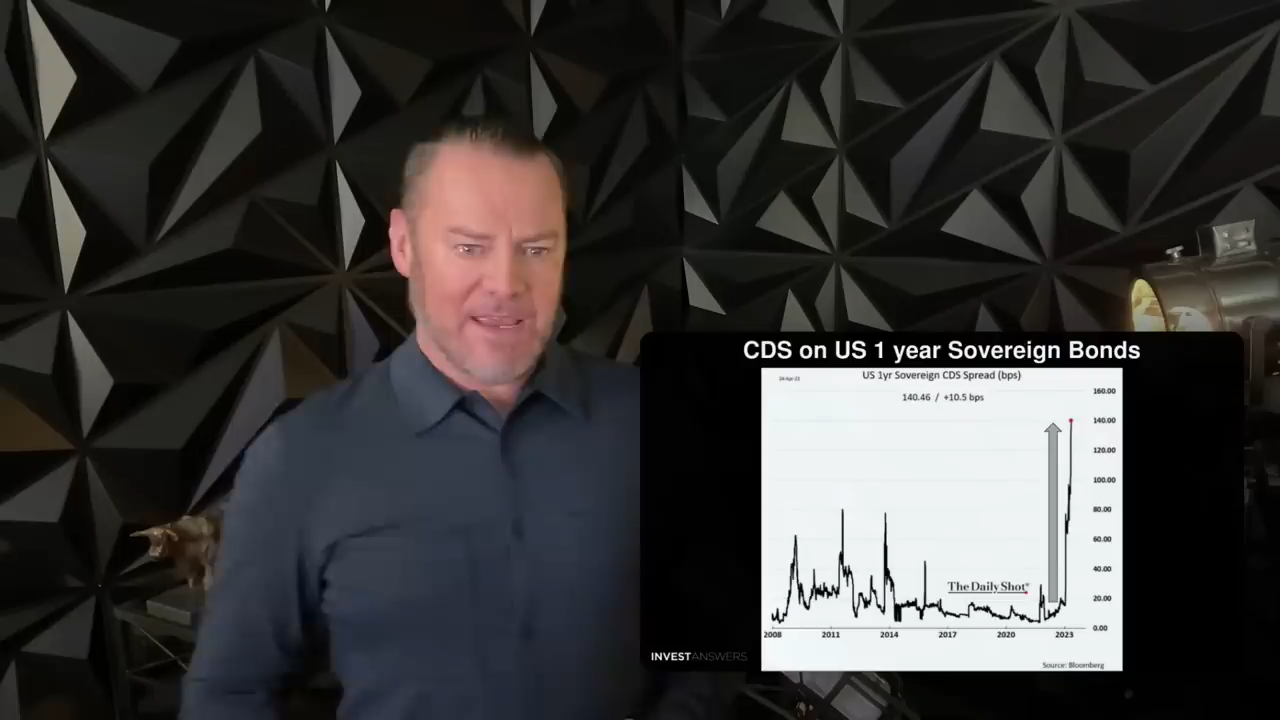 CDS on US 1 year Sovereign Bonds
US 1yr Sovereign CDS Spread (bps)
140.46 / +10.5 bps
160.00
140.00
120.00
100.00
80.00
60.00
40.00
The Daily Shot
20.00
0.00
2008 2011 2014 2017 2020 2023
INVESTANSWERS
Source: Bloomberg